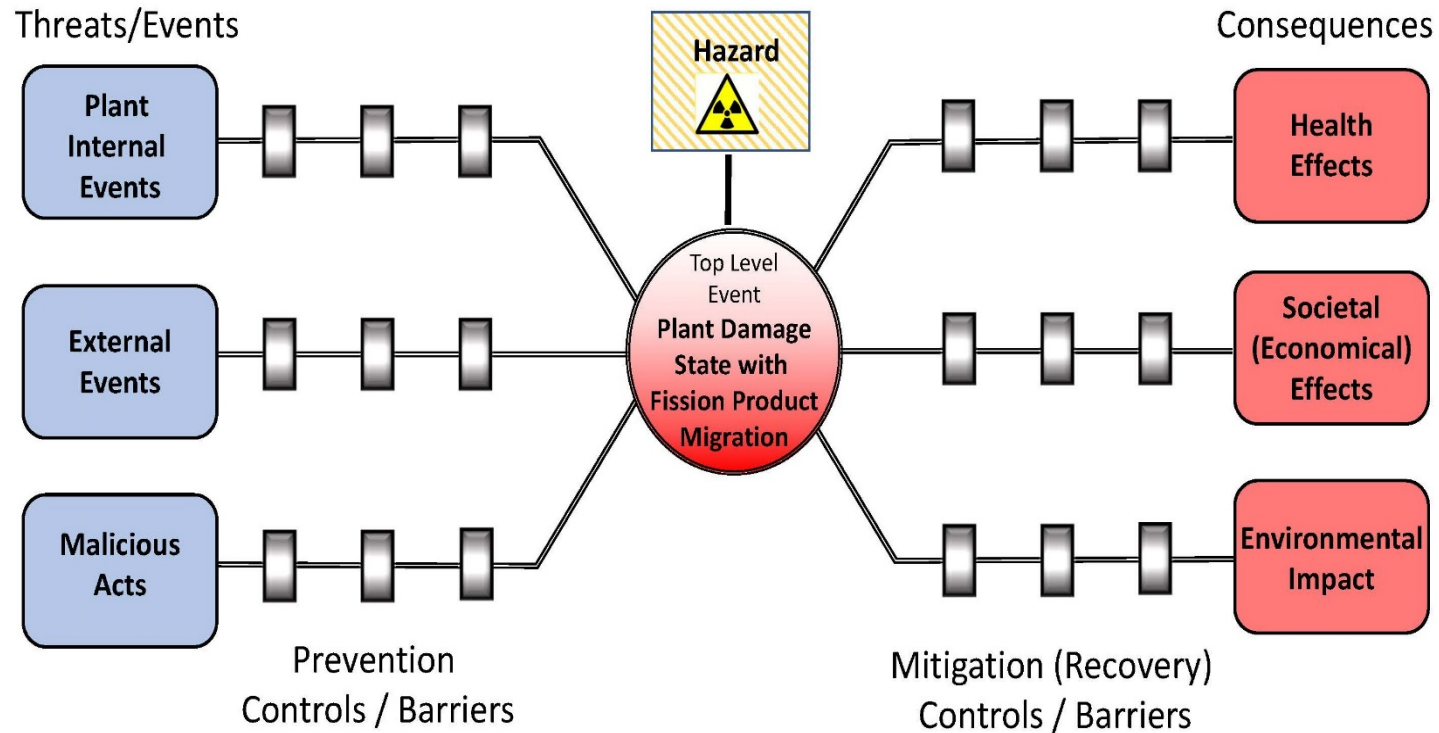 Threats/Events
Plant
Internal
Events
External
Events
Malicious
Acts
Prevention
Controls / Barriers
Hazard
Top Level
Event
Plant Damage
State with
Fission Product
Migration
Consequences
Health
Effects
Societal
(Economical)
Effects
Environmental
Impact
Mitigation (Recovery)
Controls / Barriers